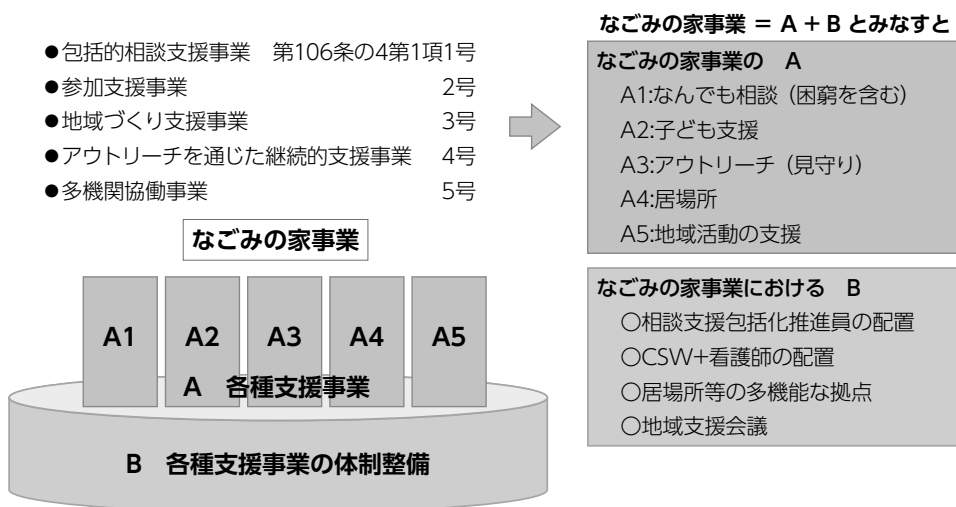 ●包括的相談支援事業　第106条の4第1項1号
●参加支援事業　2号
●地域づくり支援事業　3号
●アウトリーチを通じた継続的支援事業　4号
●多機関協働事業　5号
なごみの家事業
A1 A2 A3 A4 A5
A　各種支援事業
B　各種支援事業の体制整備
なごみの家事業 ＝ A＋B とみなすと
なごみの家事業の　A
A1:なんでも相談（困窮を含む）
A2:子ども支援
A3:アウトリーチ（見守り）
A4:居場所
A5:地域活動の支援
なごみの家事業における　B
○相談支援包括化推進員の配置
○CSW+看護師の配置
○居場所等の多機能な拠点
○地域支援会議